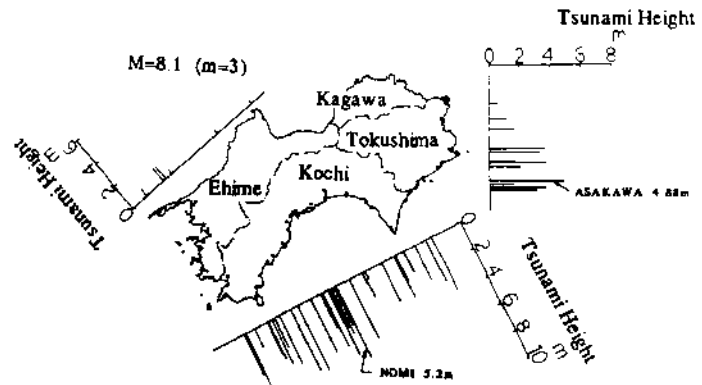 Tsunami Height
m
0 2 4 6 8
M=8.1 (m=3)
Kagawa
Tokushima
Ehime
Kochi
ASAKAWA 4.88m
Tsunami Height
m
0 2 4 6
Tsunami Height
m
0 2 4 6 8 10
NOMI 5.2m